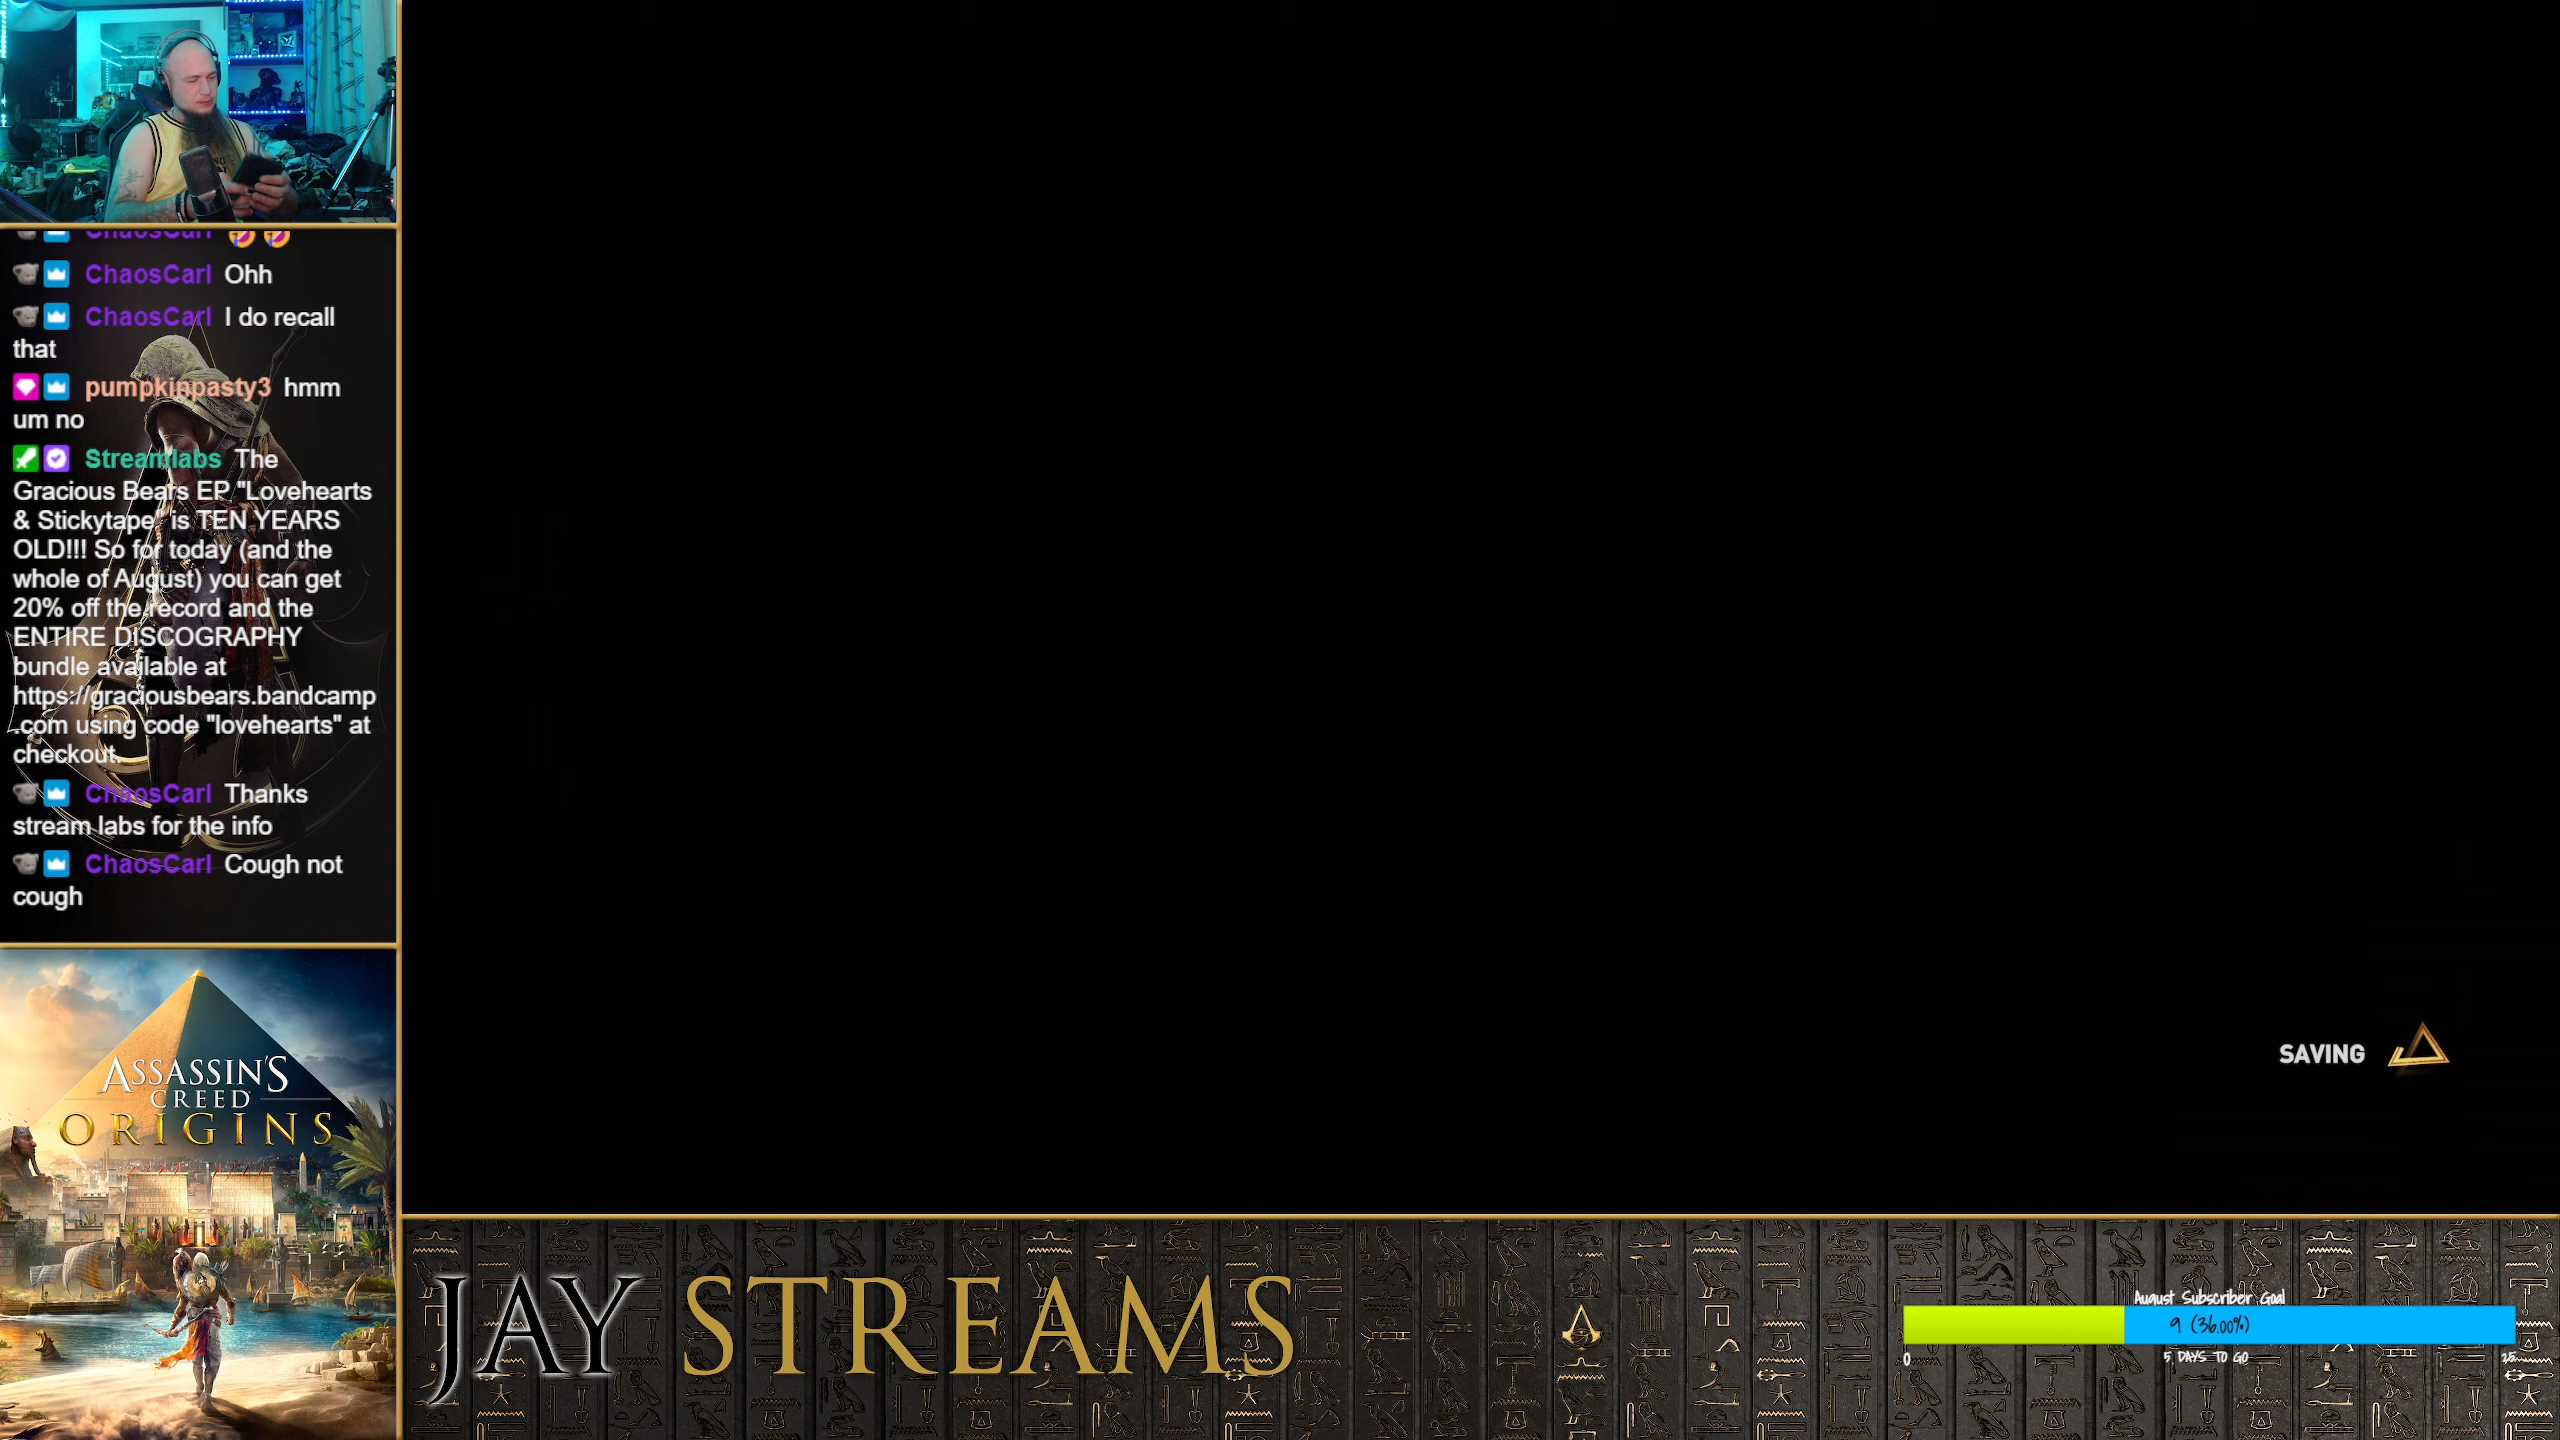 ChaosCarl
ChaosCarl Ohh
ChaosCarl I do recall
that
pumpkinpasty3 hmm
um no
Streamlabs The
Gracious Bears EP "Lovehearts
& Stickytape" is TEN YEARS
OLD!!! So for today (and the
whole of August) you can get
20% off the record and the
ENTIRE DISCOGRAPHY
bundle available at
https://graciousbears.bandcamp
.com using code "lovehearts" at
checkout.
ChaosCarl Thanks
stream labs for the info
ChaosCarl Cough not
cough
ASSASSIN'S
CREED
ORIGINS
SAVING
JAY STREAMS
August Subscriber Goal
9 (36.00%)
0 5 DAYS TO GO 25